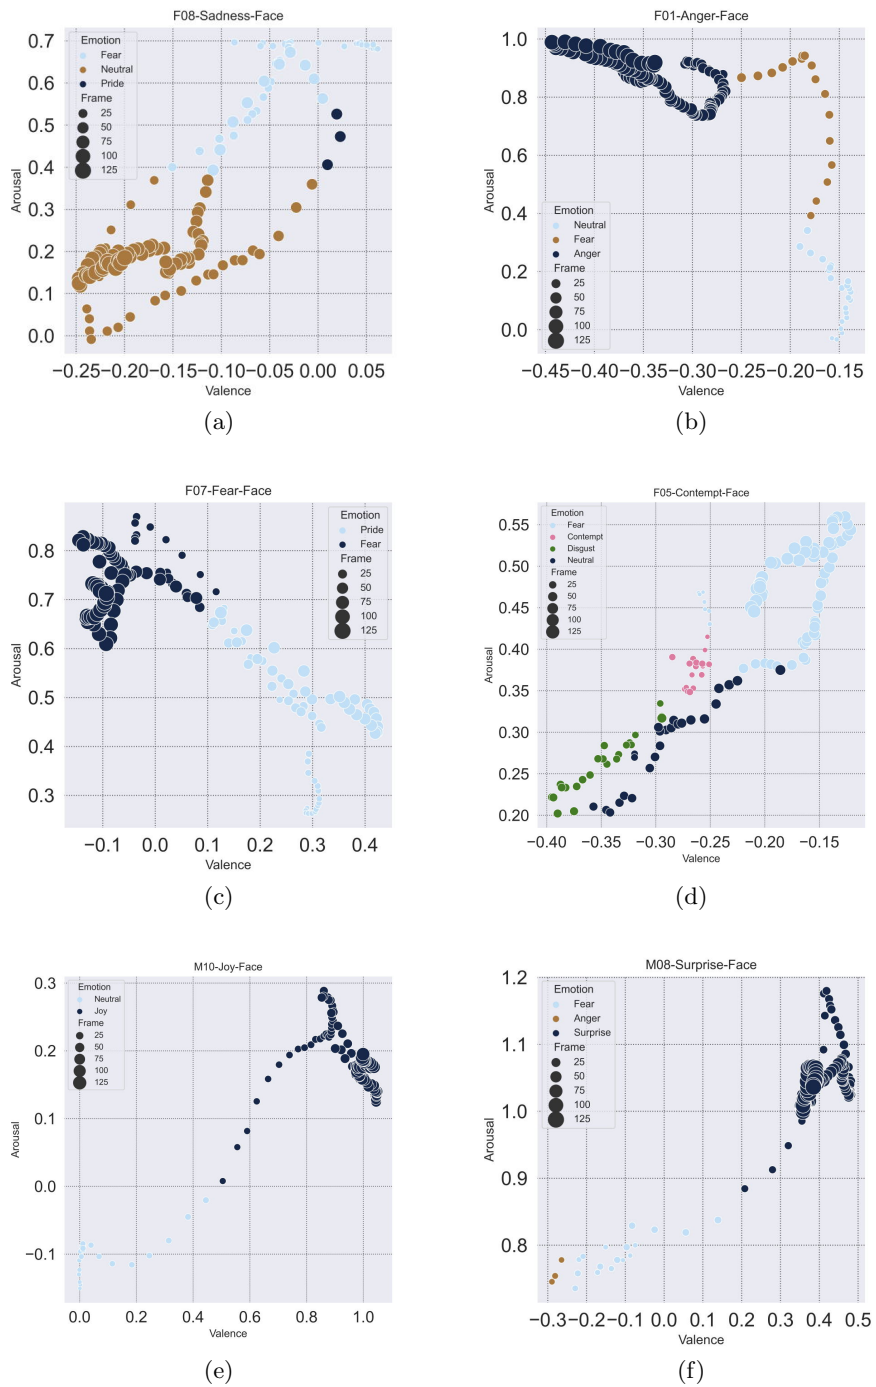 F08-Sadness-Face
0.7
0.6
0.5
0.4
0.3
0.2
0.1
0.0
Arousal
Emotion
Fear
Neutral
Pride
Frame
25
50
75
100
125
−0.25 −0.20 −0.15 −0.10 −0.05 0.00 0.05
Valence
(a)
F01-Anger-Face
1.0
0.8
0.6
0.4
0.2
0.0
Arousal
Emotion
Neutral
Fear
Anger
Frame
25
50
75
100
125
−0.45 −0.40 −0.35 −0.30 −0.25 −0.20 −0.15
Valence
(b)
F07-Fear-Face
0.8
0.7
0.6
0.5
0.4
0.3
Arousal
Emotion
Pride
Fear
Frame
25
50
75
100
125
−0.1 0.0 0.1 0.2 0.3 0.4
Valence
(c)
F05-Contempt-Face
0.55
0.50
0.45
0.40
0.35
0.30
0.25
0.20
Arousal
Emotion
Fear
Contempt
Disgust
Neutral
Frame
25
50
75
100
125
−0.40 −0.35 −0.30 −0.25 −0.20 −0.15
Valence
(d)
M10-Joy-Face
0.3
0.2
0.1
0.0
−0.1
Arousal
Emotion
Neutral
Joy
Frame
25
50
75
100
125
0.0 0.2 0.4 0.6 0.8 1.0
Valence
(e)
M08-Surprise-Face
1.2
1.1
1.0
0.9
0.8
Arousal
Emotion
Fear
Anger
Surprise
Frame
25
50
75
100
125
−0.3 −0.2 −0.1 0.0 0.1 0.2 0.3 0.4 0.5
Valence
(f)